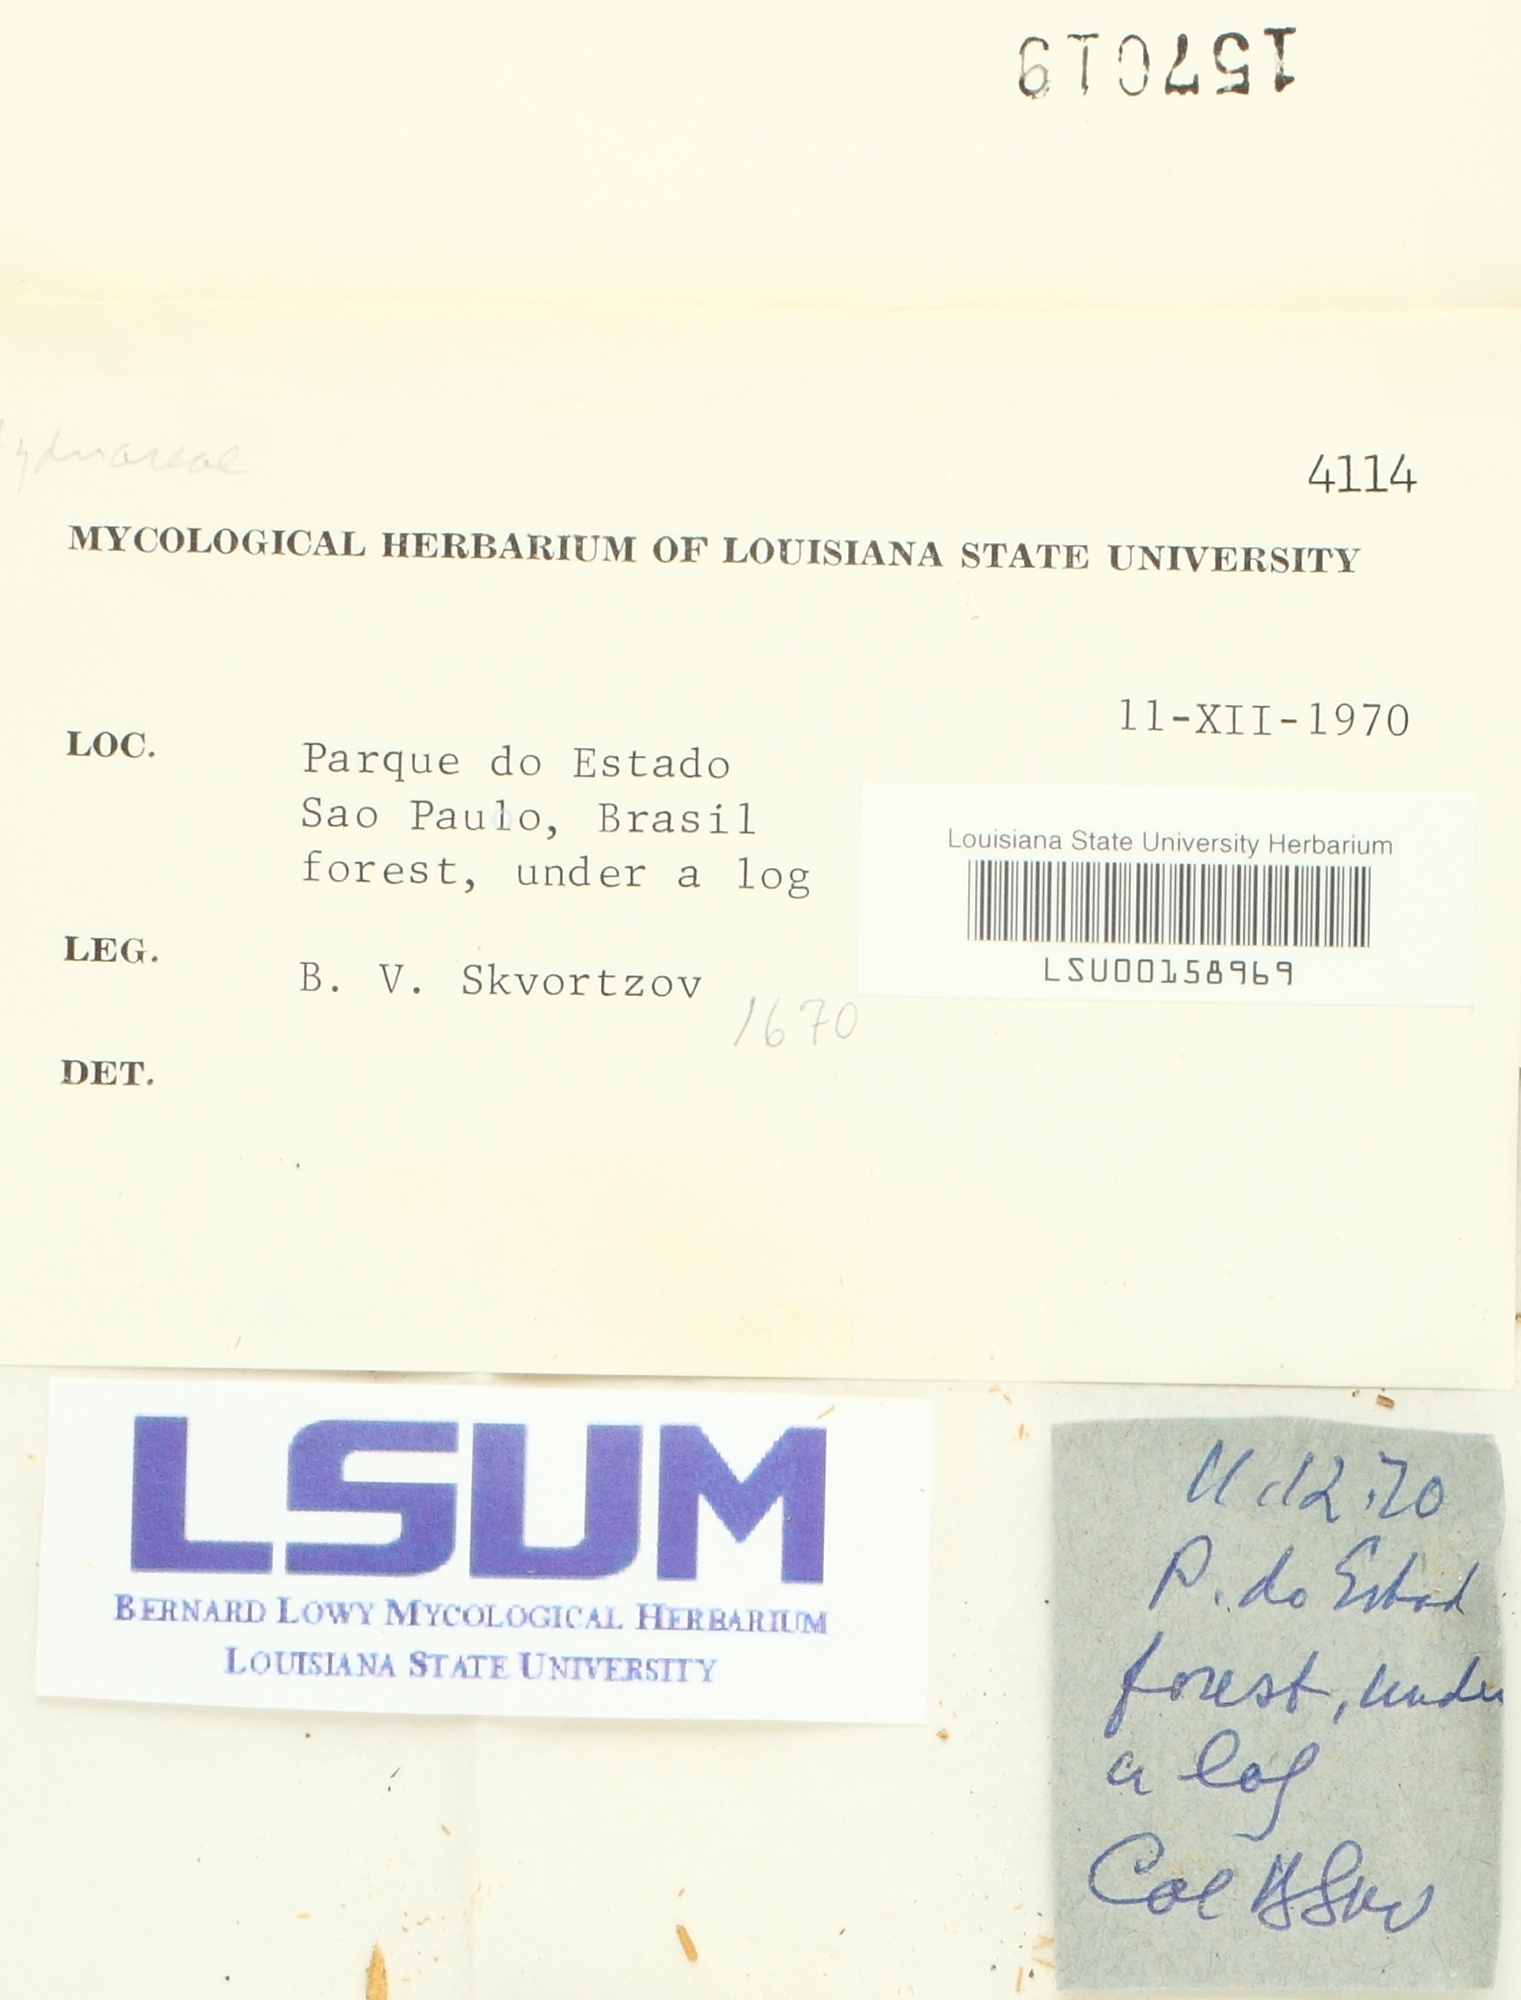 157019
Hydnaceae
4114
MYCOLOGICAL HERBARIUM OF LOUISIANA STATE UNIVERSITY
11-XII-1970
LOC. Parque do Estado
Sao Paulo, Brasil
forest, under a log
Louisiana State University Herbarium
LSU00158969
LEG. B. V. Skvortzov
1670
DET.
LSUM
BERNARD LOWY MYCOLOGICAL HERBARIUM
LOUISIANA STATE UNIVERSITY
11.12.70
P. do Estad
forest, under
a log
Col BSkv